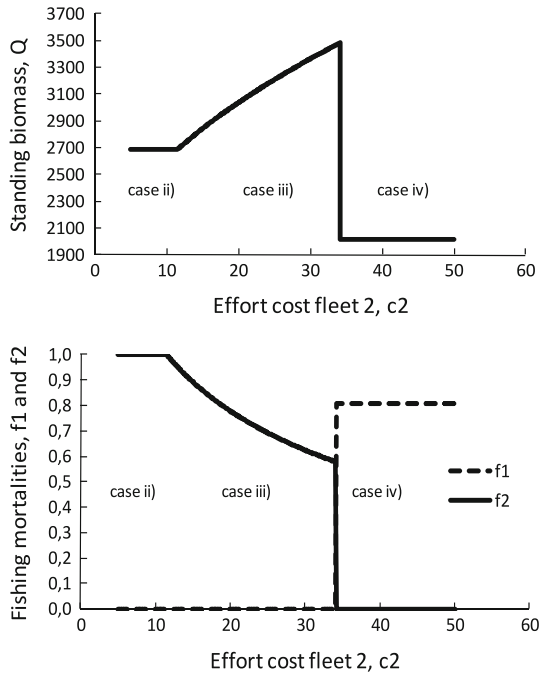 Standing biomass, Q
3700
3500
3300
3100
2900
2700
2500
2300
2100
1900
case ii)
case iii)
case iv)
0 10 20 30 40 50 60
Effort cost fleet 2, c2
Fishing mortalities, f1 and f2
1,0
0,9
0,8
0,7
0,6
0,5
0,4
0,3
0,2
0,1
0,0
case ii)
case iii)
case iv)
f1
f2
0 10 20 30 40 50 60
Effort cost fleet 2, c2